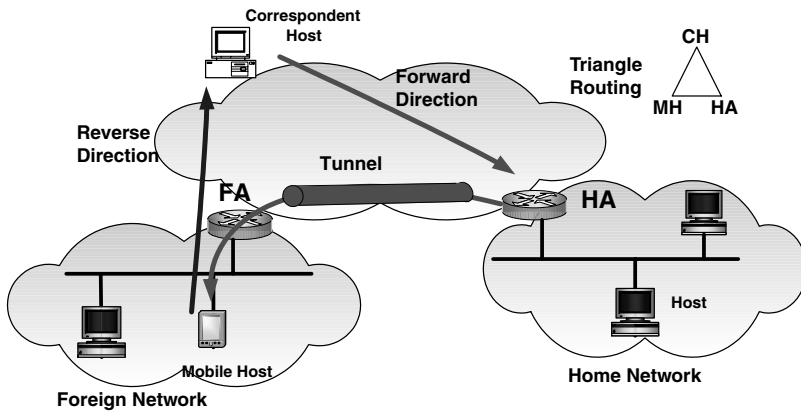 Correspondent
Host
CH
Triangle
Routing
MH
HA
Forward
Direction
Reverse
Direction
Tunnel
FA
HA
Host
Mobile Host
Foreign Network
Home Network